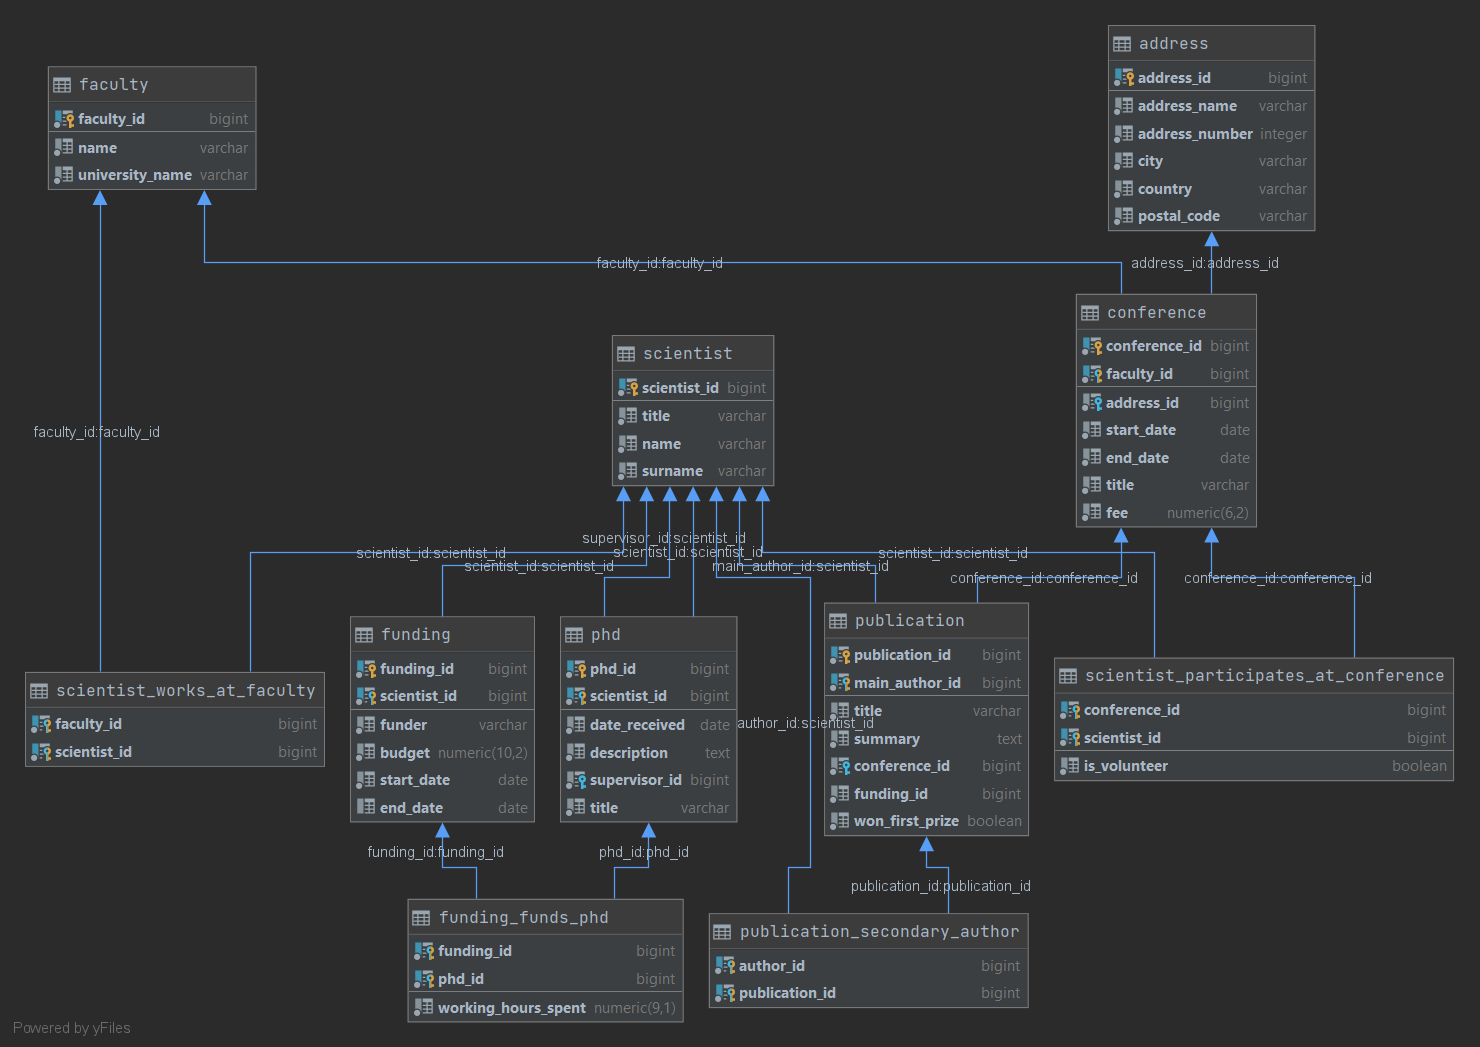 address
address_id bigint
address_name varchar
address_number integer
city varchar
country varchar
postal_code varchar
faculty
faculty_id bigint
name varchar
university_name varchar
faculty_id:faculty_id
address_id:address_id
conference
conference_id bigint
faculty_id bigint
address_id bigint
start_date date
end_date date
title varchar
fee numeric(6,2)
scientist
scientist_id bigint
title varchar
name varchar
surname varchar
faculty_id:faculty_id
supervisor_id:scientist_id
scientist_id:scientist_id
scientist_id:scientist_id
scientist_id:scientist_id
scientist_id:scientist_id
main_author_id:scientist_id
conference_id:conference_id
conference_id:conference_id
funding
funding_id bigint
scientist_id bigint
funder varchar
budget numeric(10,2)
start_date date
end_date date
phd
phd_id bigint
scientist_id bigint
date_received date
description text
supervisor_id bigint
title varchar
publication
publication_id bigint
main_author_id bigint
title varchar
summary text
conference_id bigint
funding_id bigint
won_first_prize boolean
author_id:scientist_id
scientist_works_at_faculty
faculty_id bigint
scientist_id bigint
scientist_participates_at_conference
conference_id bigint
scientist_id bigint
is_volunteer boolean
funding_id:funding_id
phd_id:phd_id
publication_id:publication_id
funding_funds_phd
funding_id bigint
phd_id bigint
working_hours_spent numeric(9,1)
publication_secondary_author
author_id bigint
publication_id bigint
Powered by yFiles